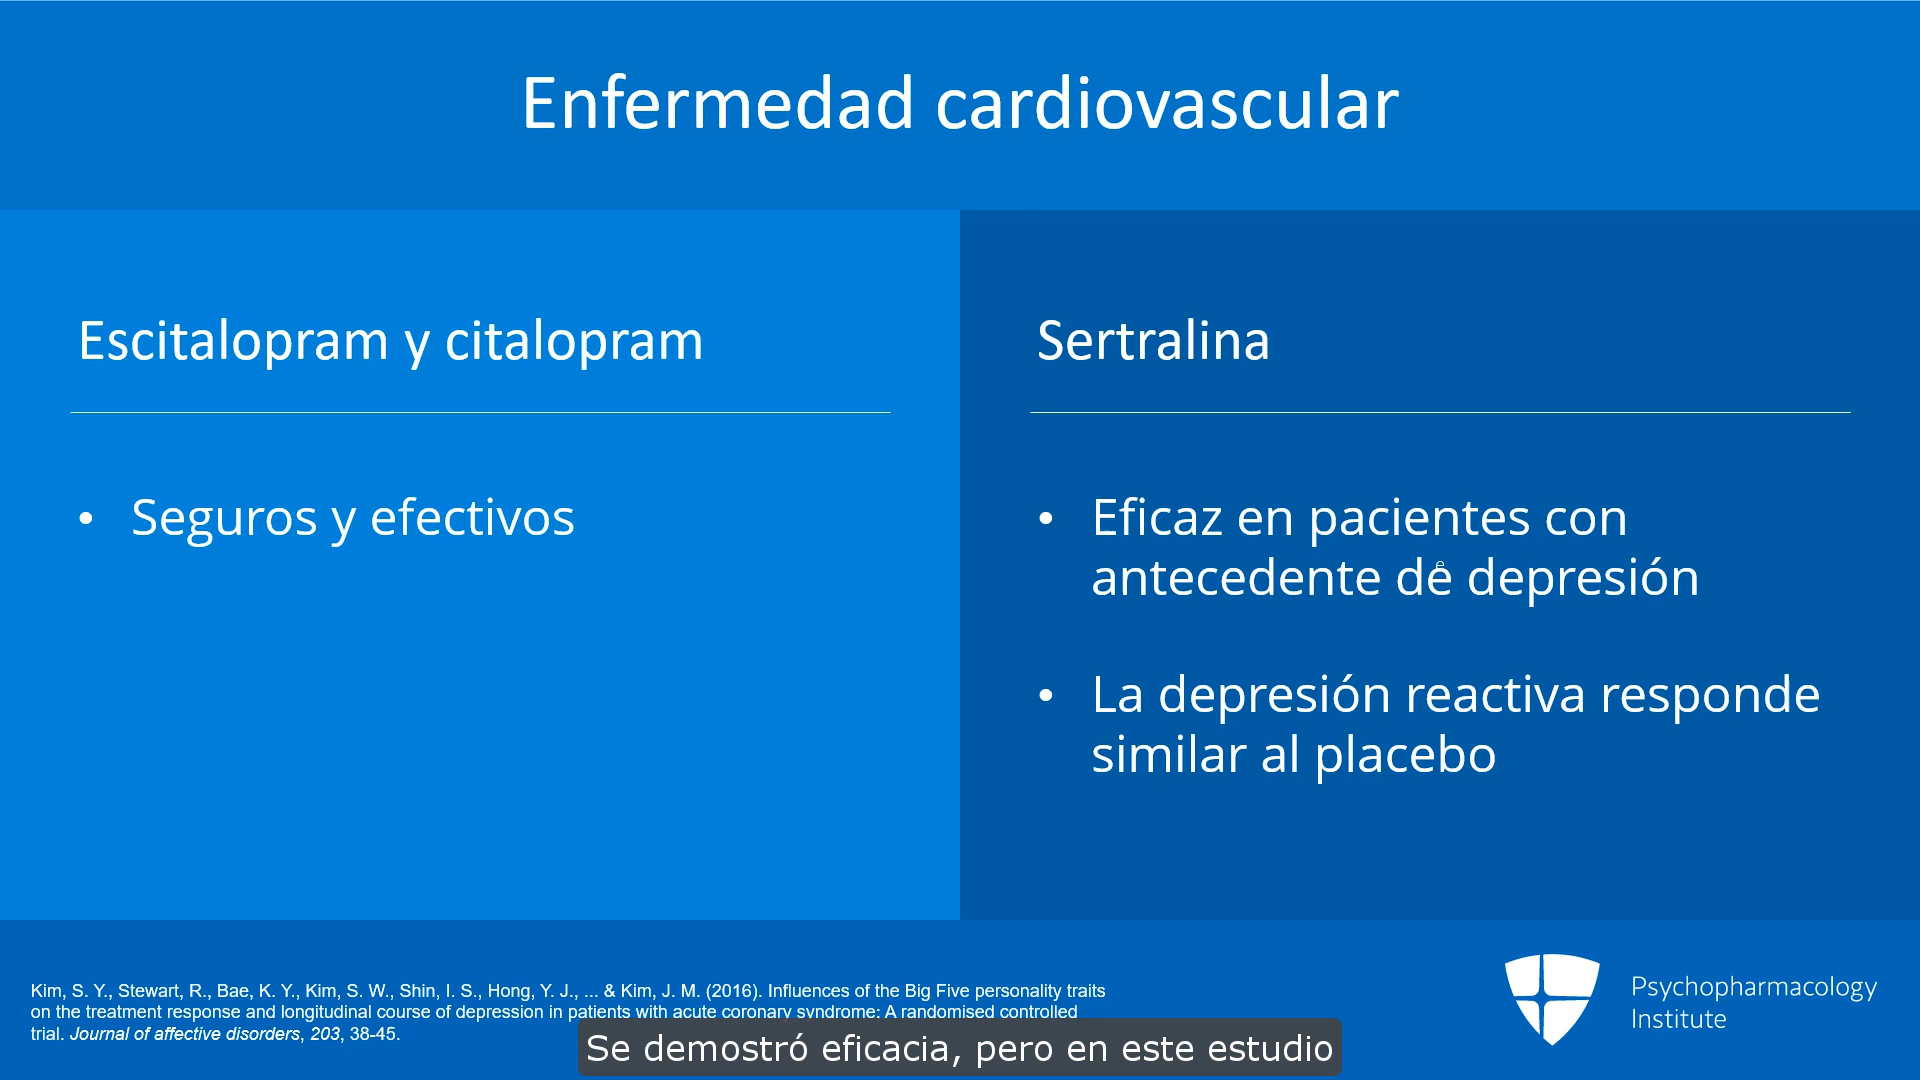 Enfermedad cardiovascular
Escitalopram y citalopram
• Seguros y efectivos
Sertralina
• Eficaz en pacientes con
antecedente de depresión
• La depresión reactiva responde
similar al placebo
Kim, S. Y., Stewart, R., Bae, K. Y., Kim, S. W., Shin, I. S., Hong, Y. J., ... & Kim, J. M. (2016). Influences of the Big Five personality traits
on the treatment response and longitudinal course of depression in patients with acute coronary syndrome: A randomised controlled
trial. Journal of affective disorders, 203, 38-45.
Se demostró eficacia, pero en este estudio
Psychopharmacology
Institute